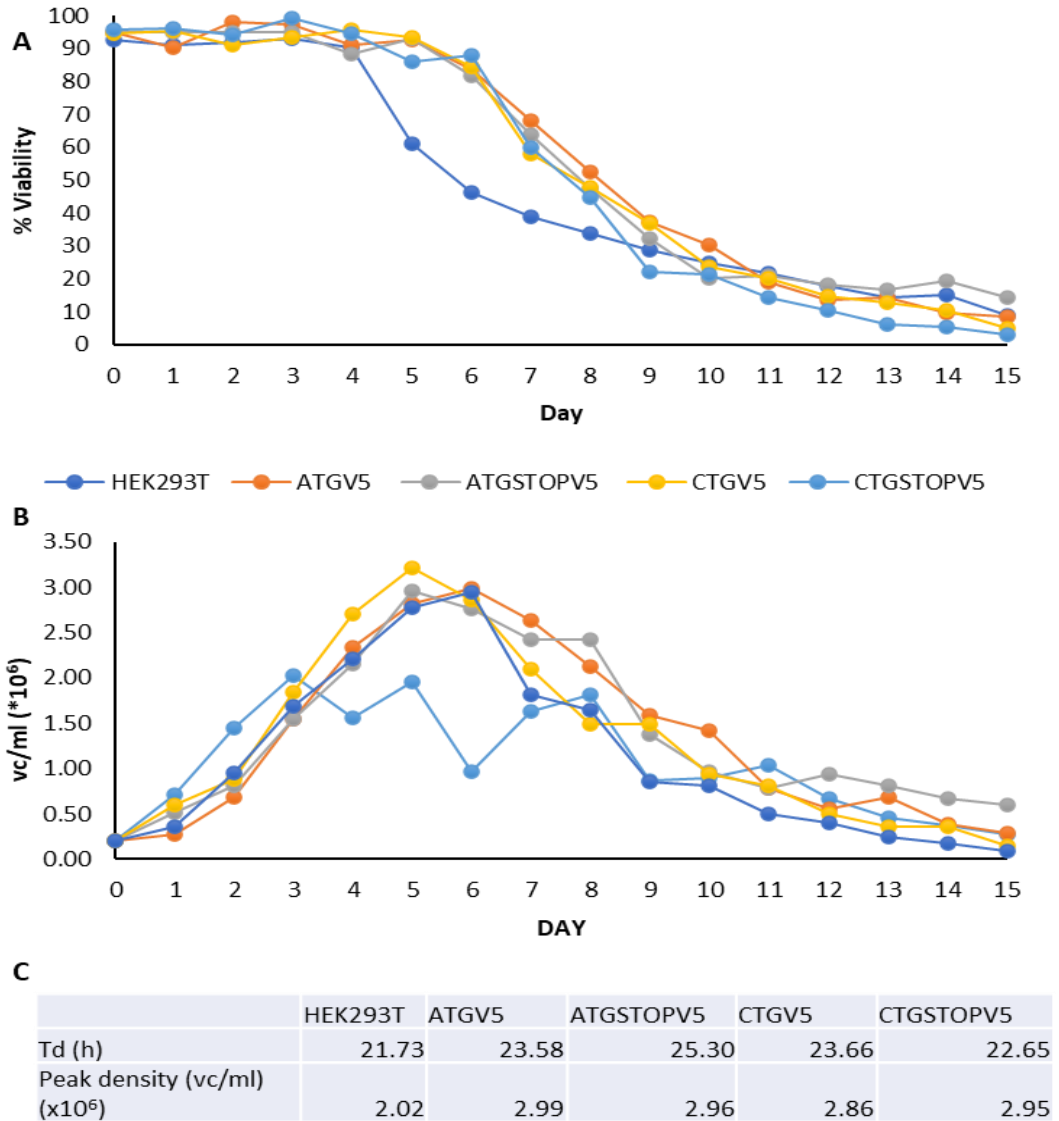 A
100
90
80
70
60
50
40
30
20
10
0
% Viability
0 1 2 3 4 5 6 7 8 9 10 11 12 13 14 15
Day
HEK293T ATGV5 ATGSTOPV5 CTGV5 CTGSTOPV5
B
3.50
3.00
2.50
2.00
1.50
1.00
0.50
0.00
vc/ml (*10⁶)
0 1 2 3 4 5 6 7 8 9 10 11 12 13 14 15
DAY
C
HEK293T ATGV5 ATGSTOPV5 CTGV5 CTGSTOPV5
Td (h) 21.73 23.58 25.30 23.66 22.65
Peak density (vc/ml)
(x10⁶) 2.02 2.99 2.96 2.86 2.95